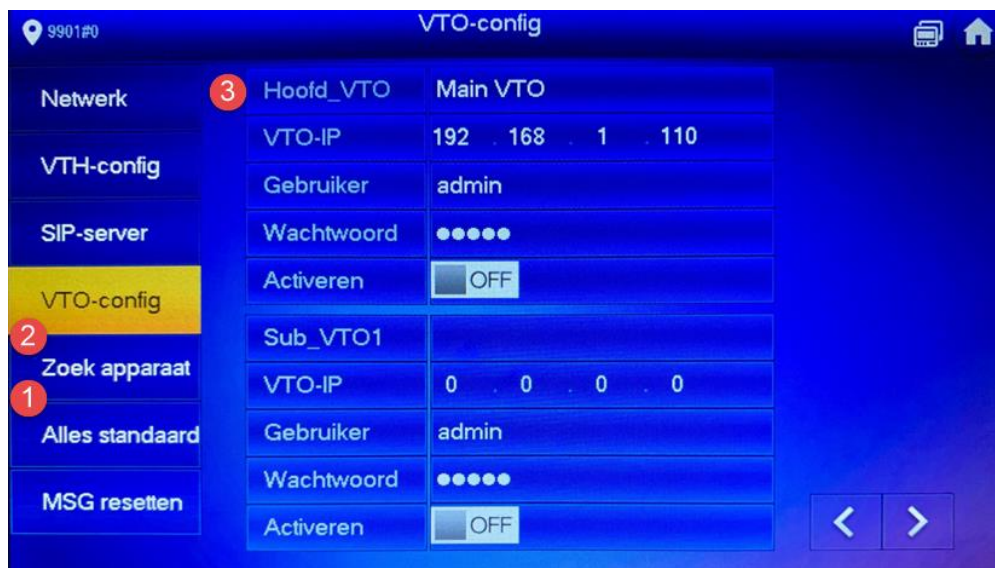 9901#0
VTO-config
Netwerk
VTH-config
SIP-server
VTO-config
2
Zoek apparaat
1
Alles standaard
MSG resetten
3
Hoofd_VTO Main VTO
VTO-IP 192 . 168 . 1 . 110
Gebruiker admin
Wachtwoord ●●●●●
Activeren OFF
Sub_VTO1
VTO-IP 0 . 0 . 0 . 0
Gebruiker admin
Wachtwoord ●●●●●
Activeren OFF